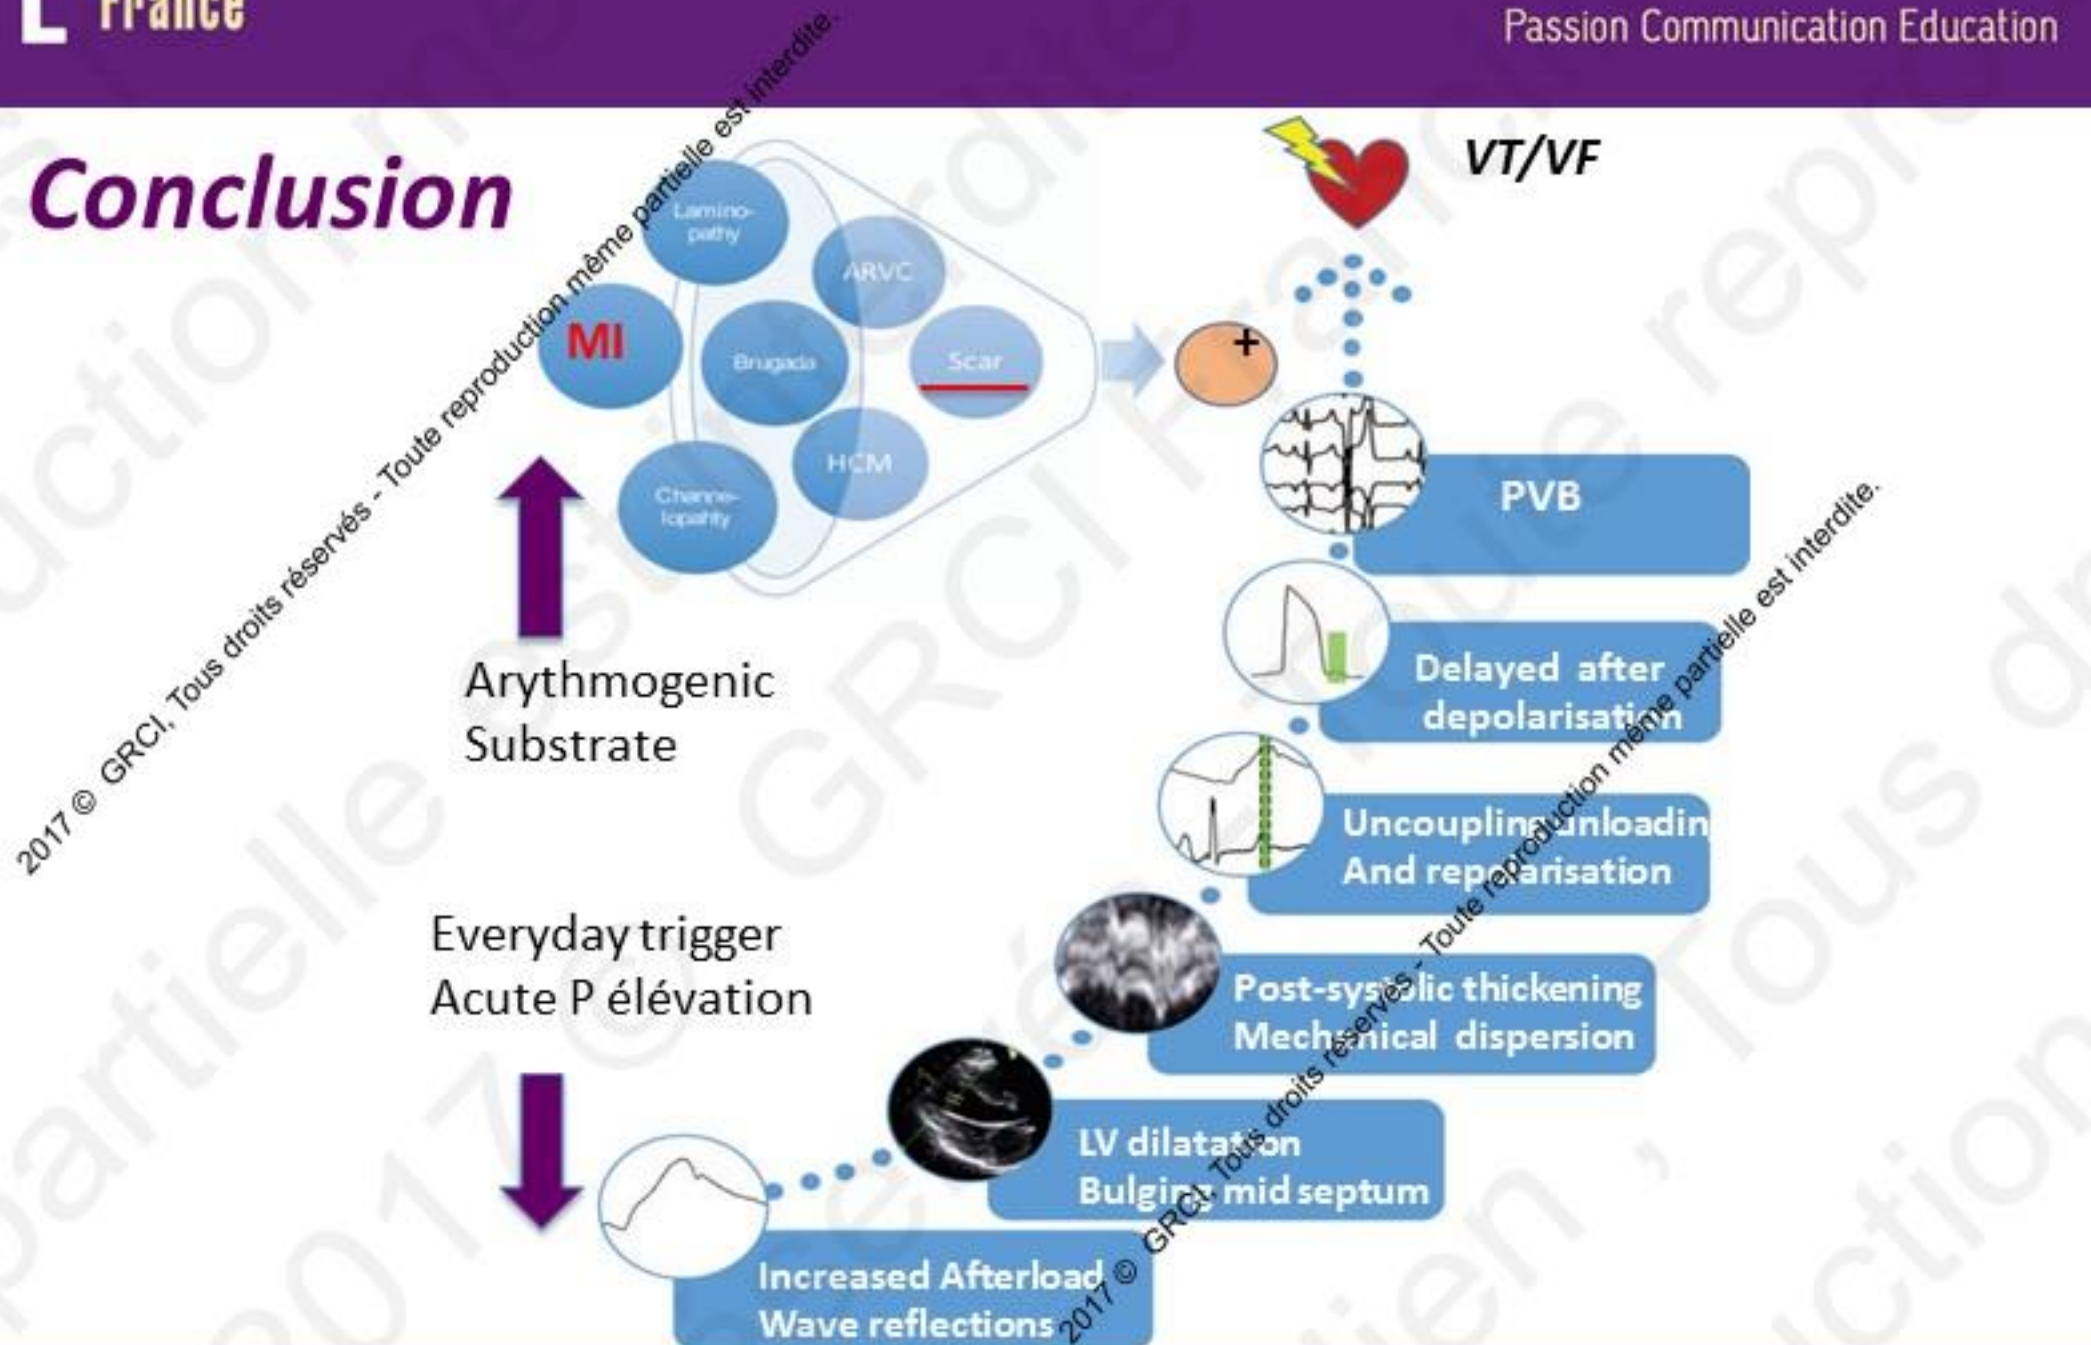 France
Passion Communication Education
Conclusion
VT/VF
Lamino-
pathy
ARVC
MI
Brugada
Scar
HCM
Channe-
lopahty
+
PVB
Delayed after
depolarisation
Arythmogenic
Substrate
Uncoupling unloadin
And repolarisation
Everyday trigger
Acute P élévation
Post-systolic thickening
Mechanical dispersion
LV dilatation
Bulging mid septum
Increased Afterload
Wave reflections
2017 © GRCI, Tous droits réservés - Toute reproduction même partielle est interdite.
2017 © GRCI, Tous droits réservés - Toute reproduction même partielle est interdite.